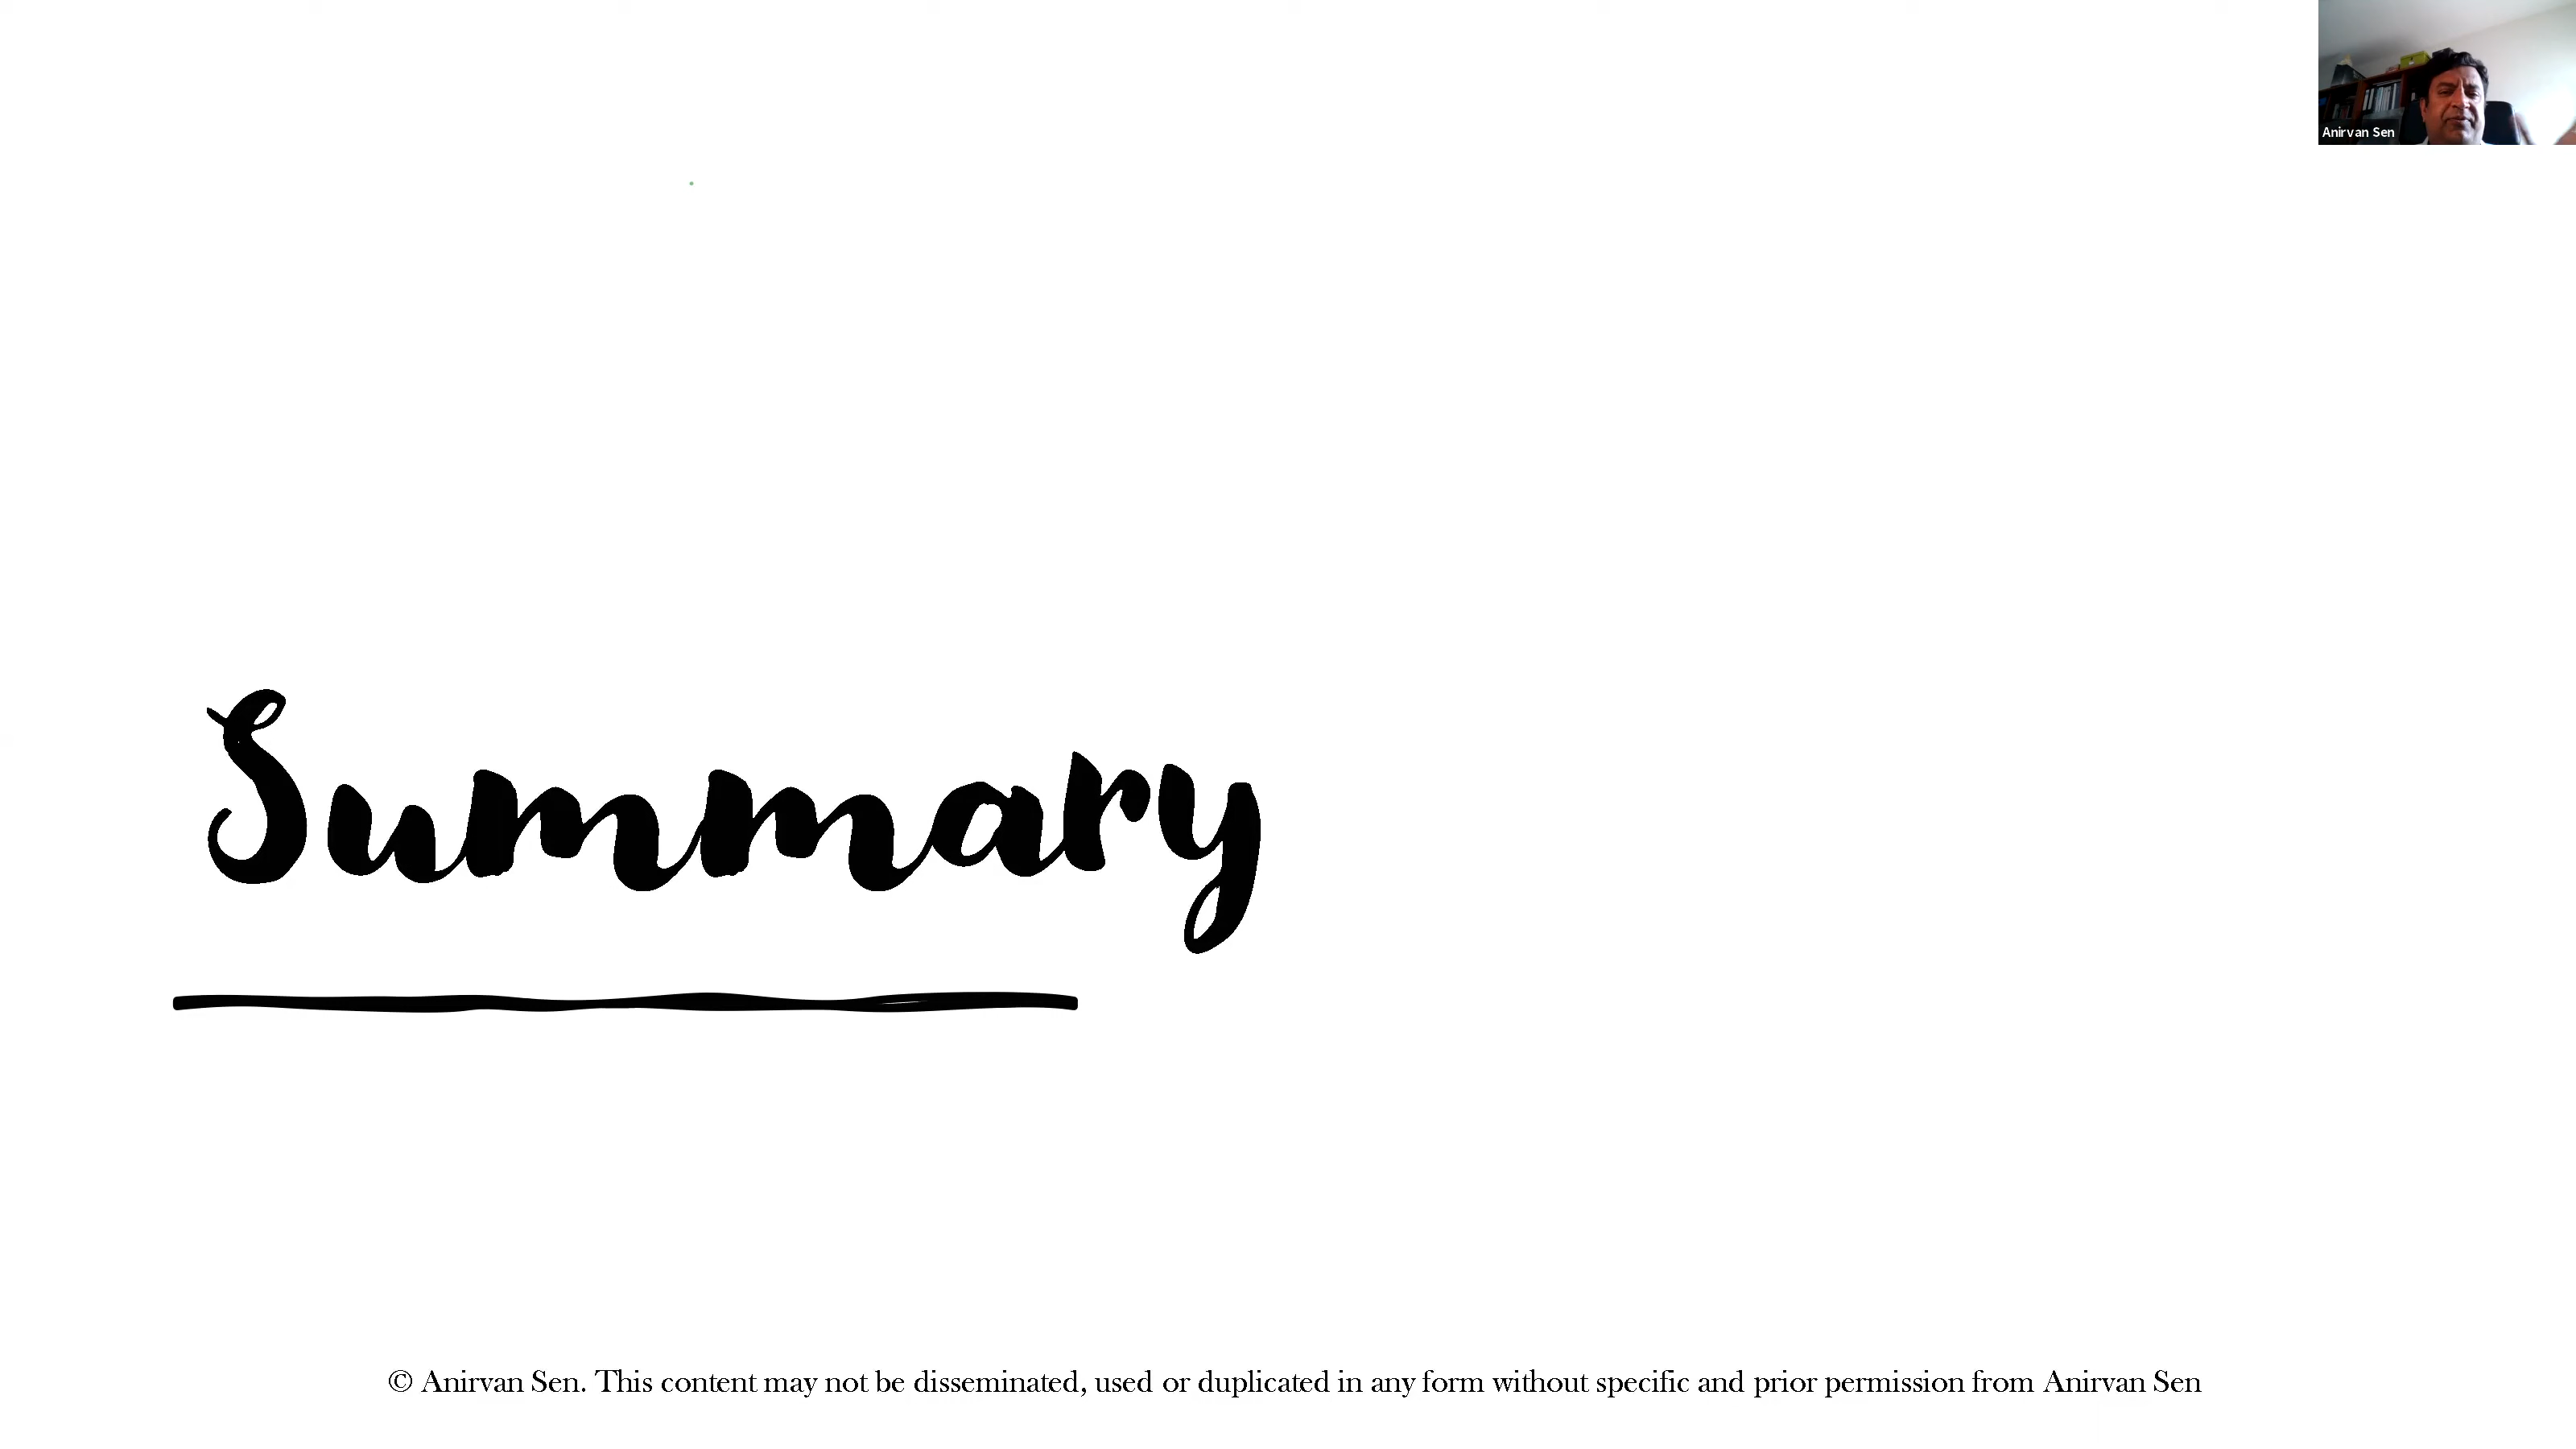 Anirvan Sen
Summary
© Anirvan Sen. This content may not be disseminated, used or duplicated in any form without specific and prior permission from Anirvan Sen